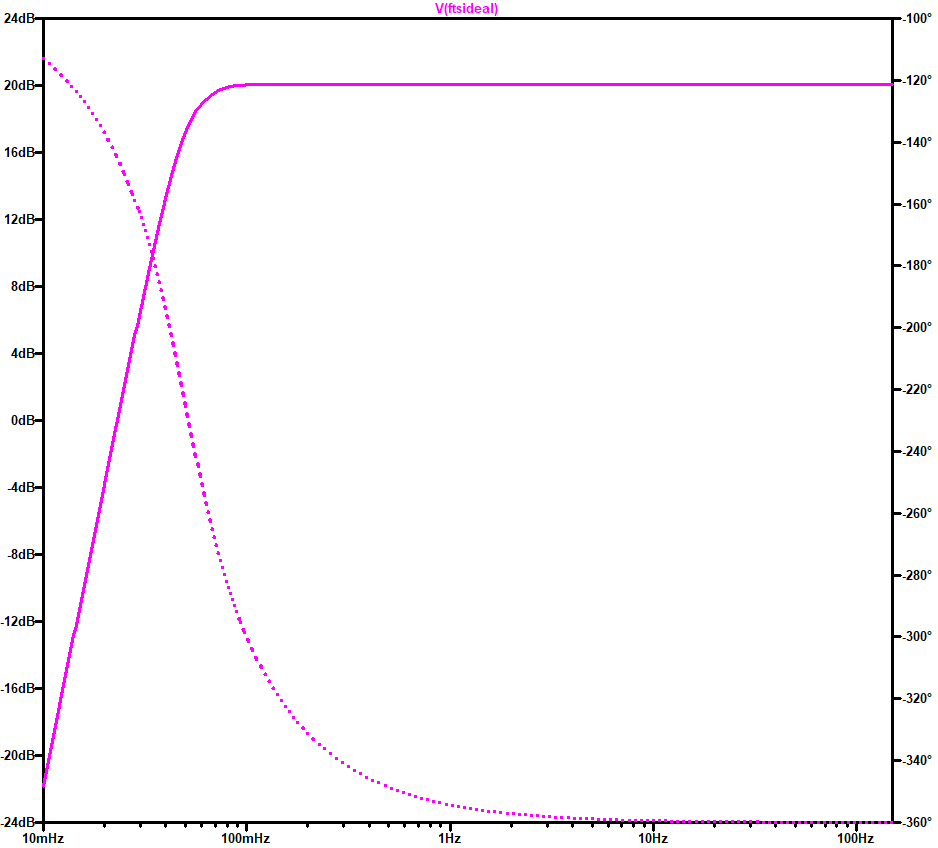 V(ftsideal)
24dB
20dB
16dB
12dB
8dB
4dB
0dB
-4dB
-8dB
-12dB
-16dB
-20dB
-24dB
-100°
-120°
-140°
-160°
-180°
-200°
-220°
-240°
-260°
-280°
-300°
-320°
-340°
-360°
10mHz 100mHz 1Hz 10Hz 100Hz